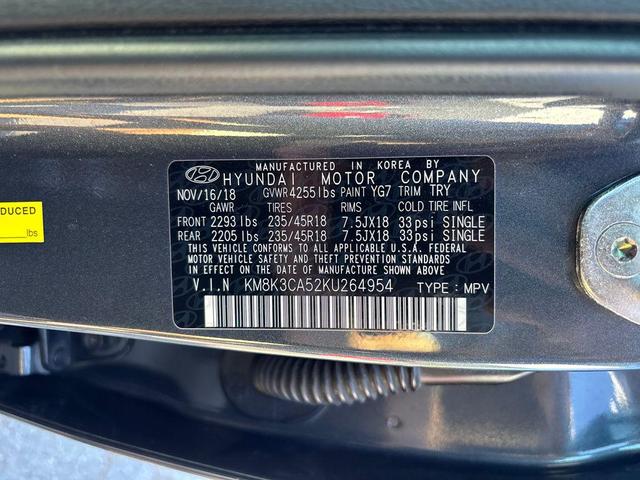 MANUFACTURED IN KOREA BY
HYUNDAI MOTOR COMPANY
NOV/16/18 GVWR 4255lbs PAINT YG7 TRIM TRY
GAWR TIRES RIMS COLD TIRE INFL
FRONT 2293 lbs 235/45R18 7.5JX18 33psi SINGLE
REAR 2205 lbs 235/45R18 7.5JX18 33psi SINGLE
THIS VEHICLE CONFORMS TO ALL APPLICABLE U.S.A. FEDERAL
MOTOR VEHICLE SAFETY, BUMPER, AND THEFT PREVENTION STANDARDS
IN EFFECT ON THE DATE OF MANUFACTURE SHOWN ABOVE.
V.I.N KM8K3CA52KU264954 TYPE: MPV
DUCED
lbs